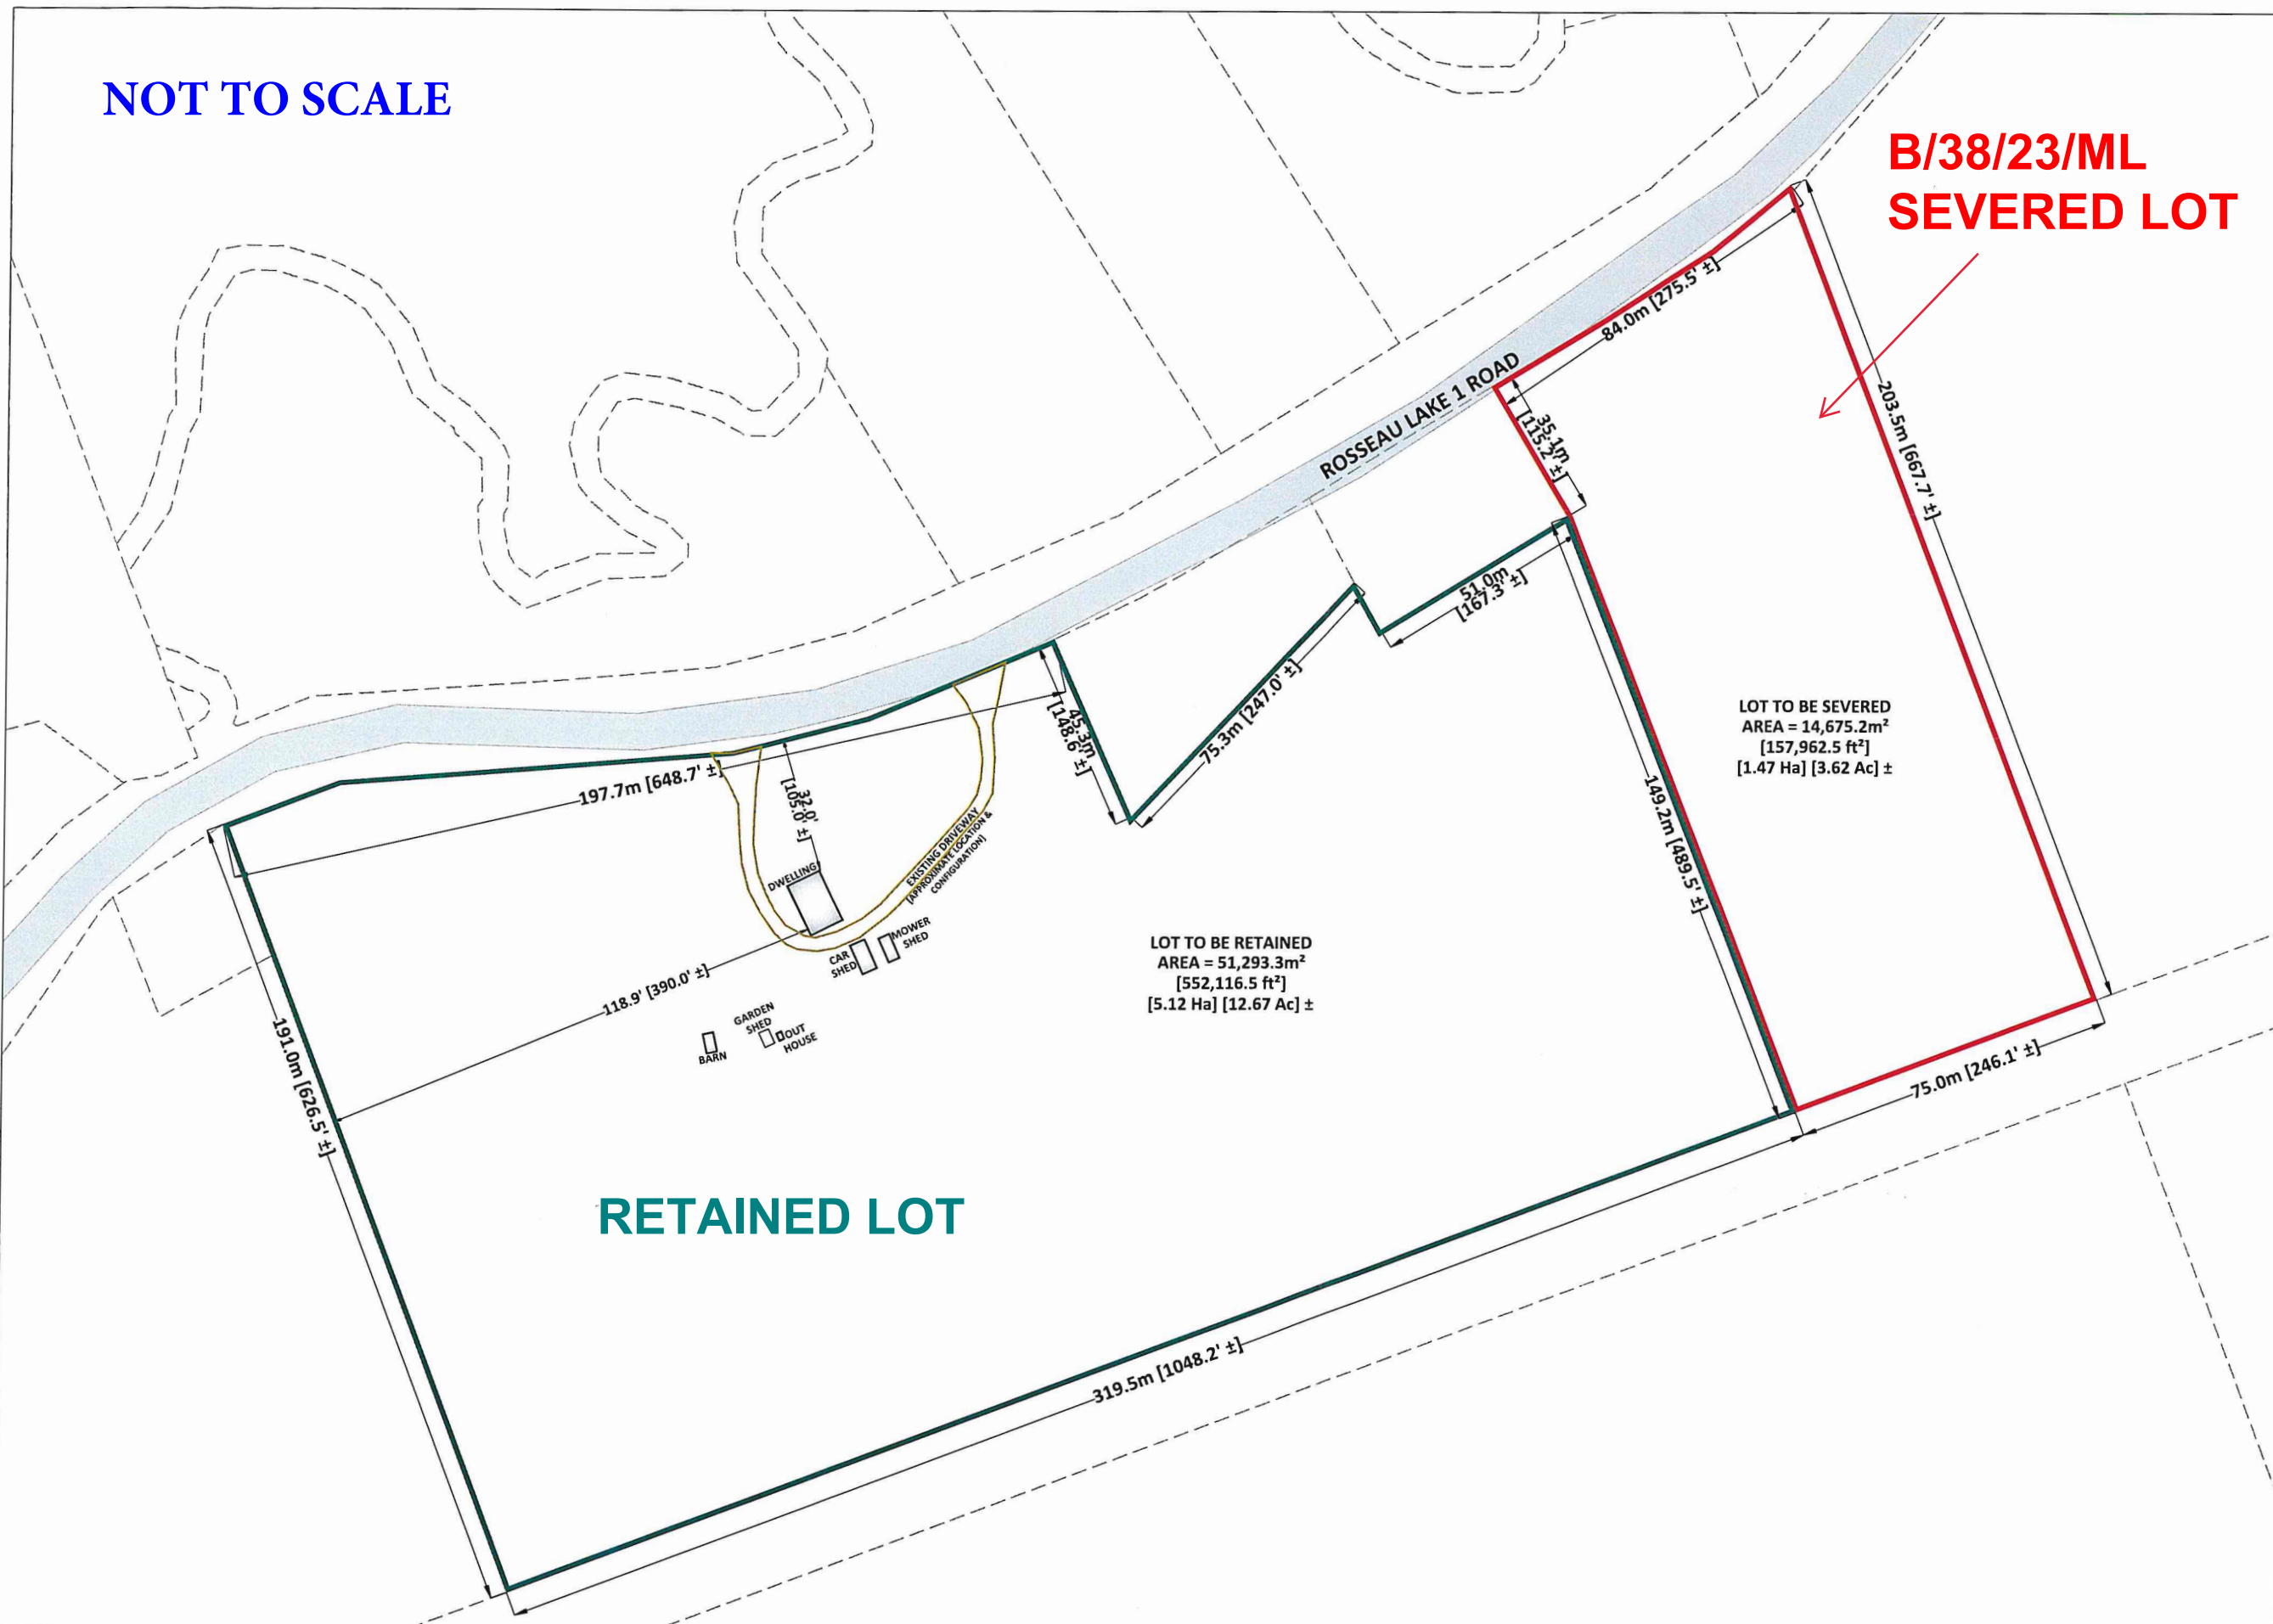 NOT TO SCALE
B/38/23/ML
SEVERED LOT
84.0m [275.5' ±]
ROSSEAU LAKE 1 ROAD
35.1m
[115.2' ±]
203.5m [667.7' ±]
51.0m
[167.3' ±]
75.3m [247.0' ±]
45.3m
[148.6' ±]
197.7m [648.7' ±]
32.0'
[105.0' ±]
LOT TO BE SEVERED
AREA = 14,675.2m²
[157,962.5 ft²]
[1.47 Ha] [3.62 Ac] ±
149.2m [489.5' ±]
EXISTING DRIVEWAY
[APPROXIMATE LOCATION &
CONFIGURATION]
DWELLING
MOWER
SHED
CAR
SHED
LOT TO BE RETAINED
AREA = 51,293.3m²
[552,116.5 ft²]
[5.12 Ha] [12.67 Ac] ±
118.9' [390.0' ±]
GARDEN
SHED
OUT
HOUSE
BARN
191.0m [626.5' ±]
75.0m [246.1' ±]
RETAINED LOT
319.5m [1048.2' ±]